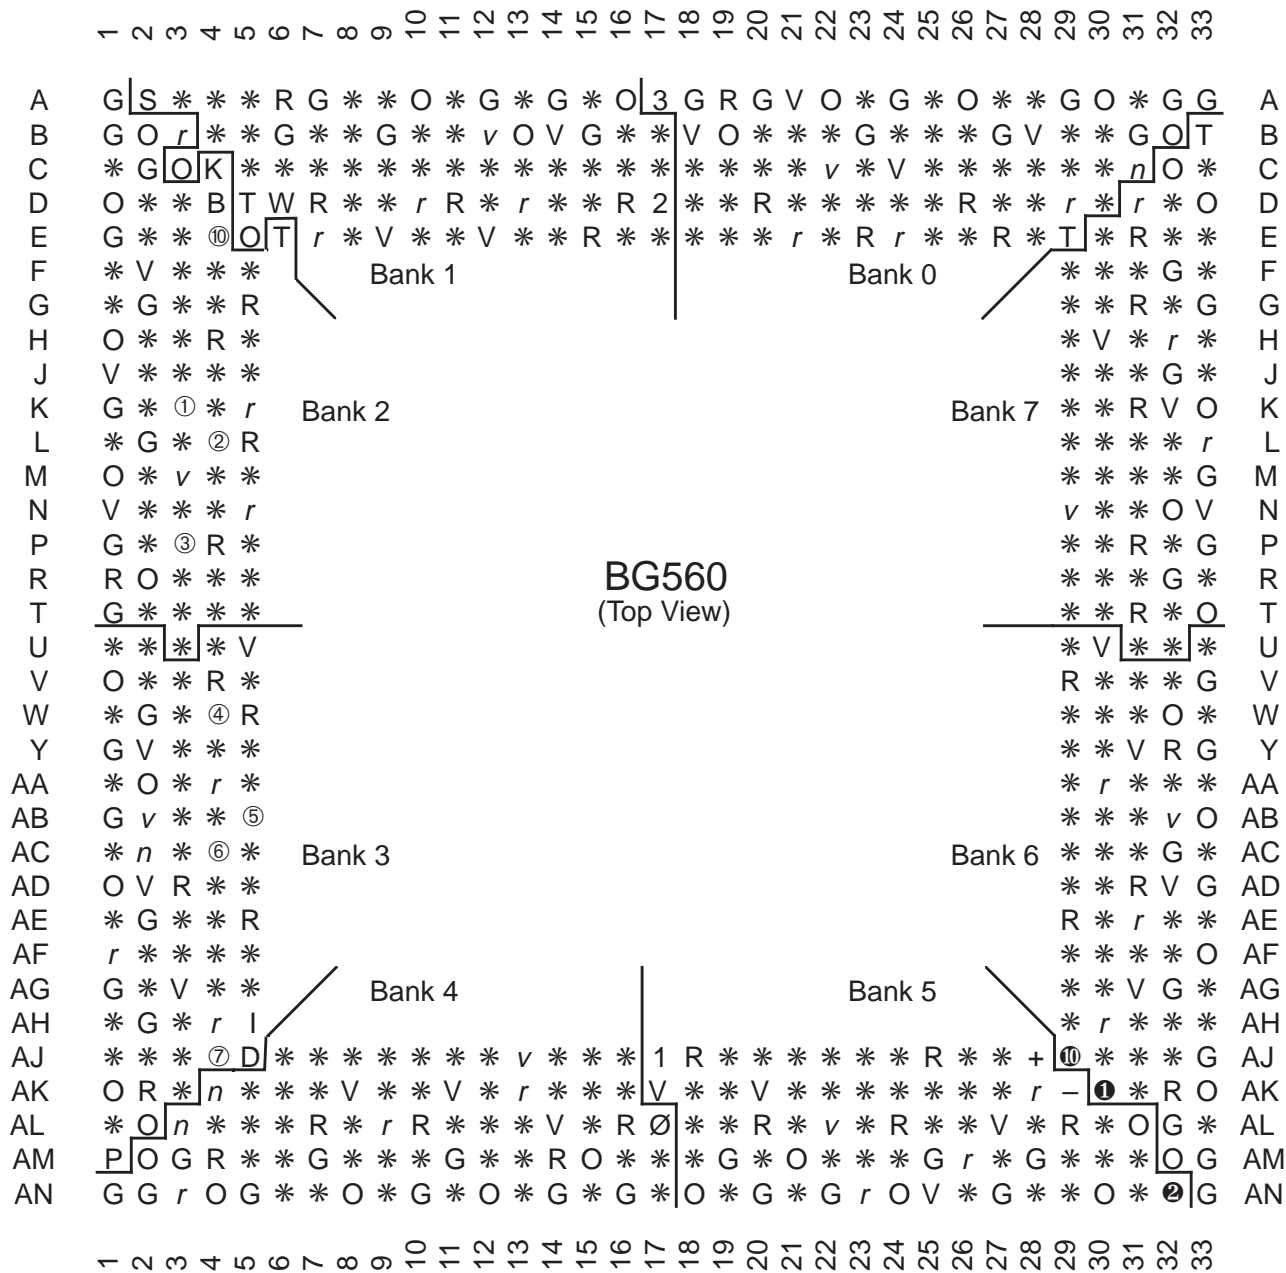 1 2 3 4 5 6 7 8 9 10 11 12 13 14 15 16 17 18 19 20 21 22 23 24 25 26 27 28 29 30 31 32 33
A G S * * * R G * * O * G * G * O 3 G R G V O * G * O * * G O * G G A
B G O r * * G * * G * * v O V G * * V O * * * G * * * G V * * G O T B
C * G O K * * * * * * * * * * * * * * * * * v * V * * * * * * n O * C
D O * * B T W R * * r R * r * * R 2 * * R * * * * * R * * r * r * O D
E G * * ⑩ O T r * V * * V * * R * * * * * r * R r * * R * T * R * * E
F * V * * * Bank 1 Bank 0 * * * G * F
G * G * * R * * R * G G
H O * * R * * V * r * H
J V * * * * * * * G * J
K G * ① * r Bank 2 Bank 7 * * R V O K
L * G * ② R * * * * r L
M O * v * * * * * * G M
N V * * * r v * * O V N
P G * ③ R * * * R * G P
R R O * * * BG560 * * * G * R
T G * * * * (Top View) * * R * O T
U * * * * V * V * * * U
V O * * R * R * * * G V
W * G * ④ R * * * O * W
Y G V * * * * * V R G Y
AA * O * r * * r * * * AA
AB G v * * ⑤ * * * v O AB
AC * n * ⑥ * Bank 3 Bank 6 * * * G * AC
AD O V R * * * * R V G AD
AE * G * * R R * r * * AE
AF r * * * * * * * * O AF
AG G * V * * Bank 4 Bank 5 * * V G * AG
AH * G * r I * r * * * AH
AJ * * * ⑦ D * * * * * * * v * * * 1 R * * * * * * R * * + ❿ * * * G AJ
AK O R * n * * * V * * V * r * * * V * * V * * * * * * * r – ❶ * R O AK
AL * O n * * * R * r R * * * V * R Ø * * R * v * R * * V * R * O G * AL
AM P O G R * * G * * * G * * R O * * * G * O * * * G r * G * * * O G AM
AN G G r O G * * O * G * O * G * G * O * G * G r O V * G * * O * ❷ G AN
1 2 3 4 5 6 7 8 9 10 11 12 13 14 15 16 17 18 19 20 21 22 23 24 25 26 27 28 29 30 31 32 33